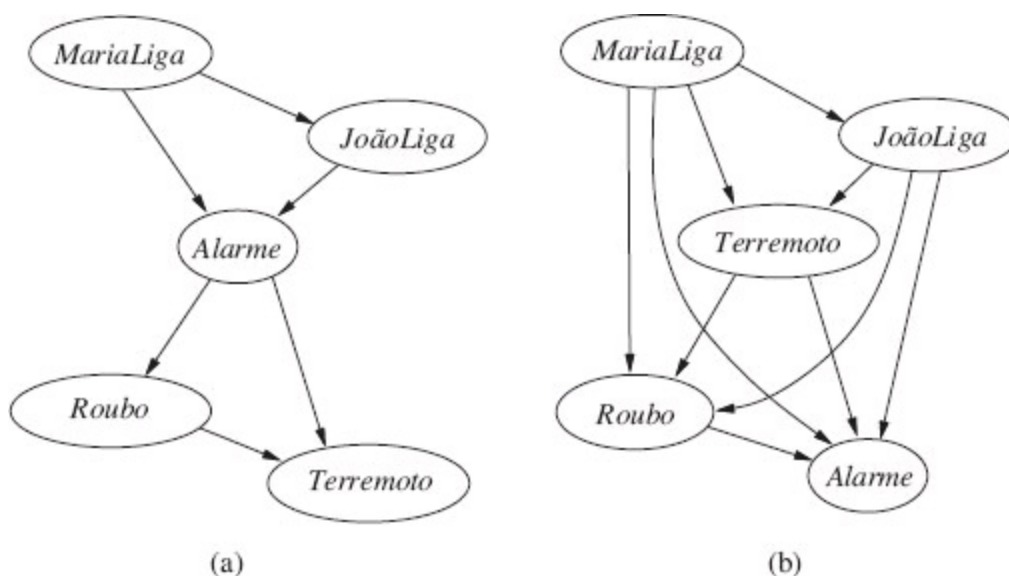 MariaLiga
JoãoLiga
Alarme
Roubo
Terremoto
(a)
MariaLiga
JoãoLiga
Terremoto
Roubo
Alarme
(b)